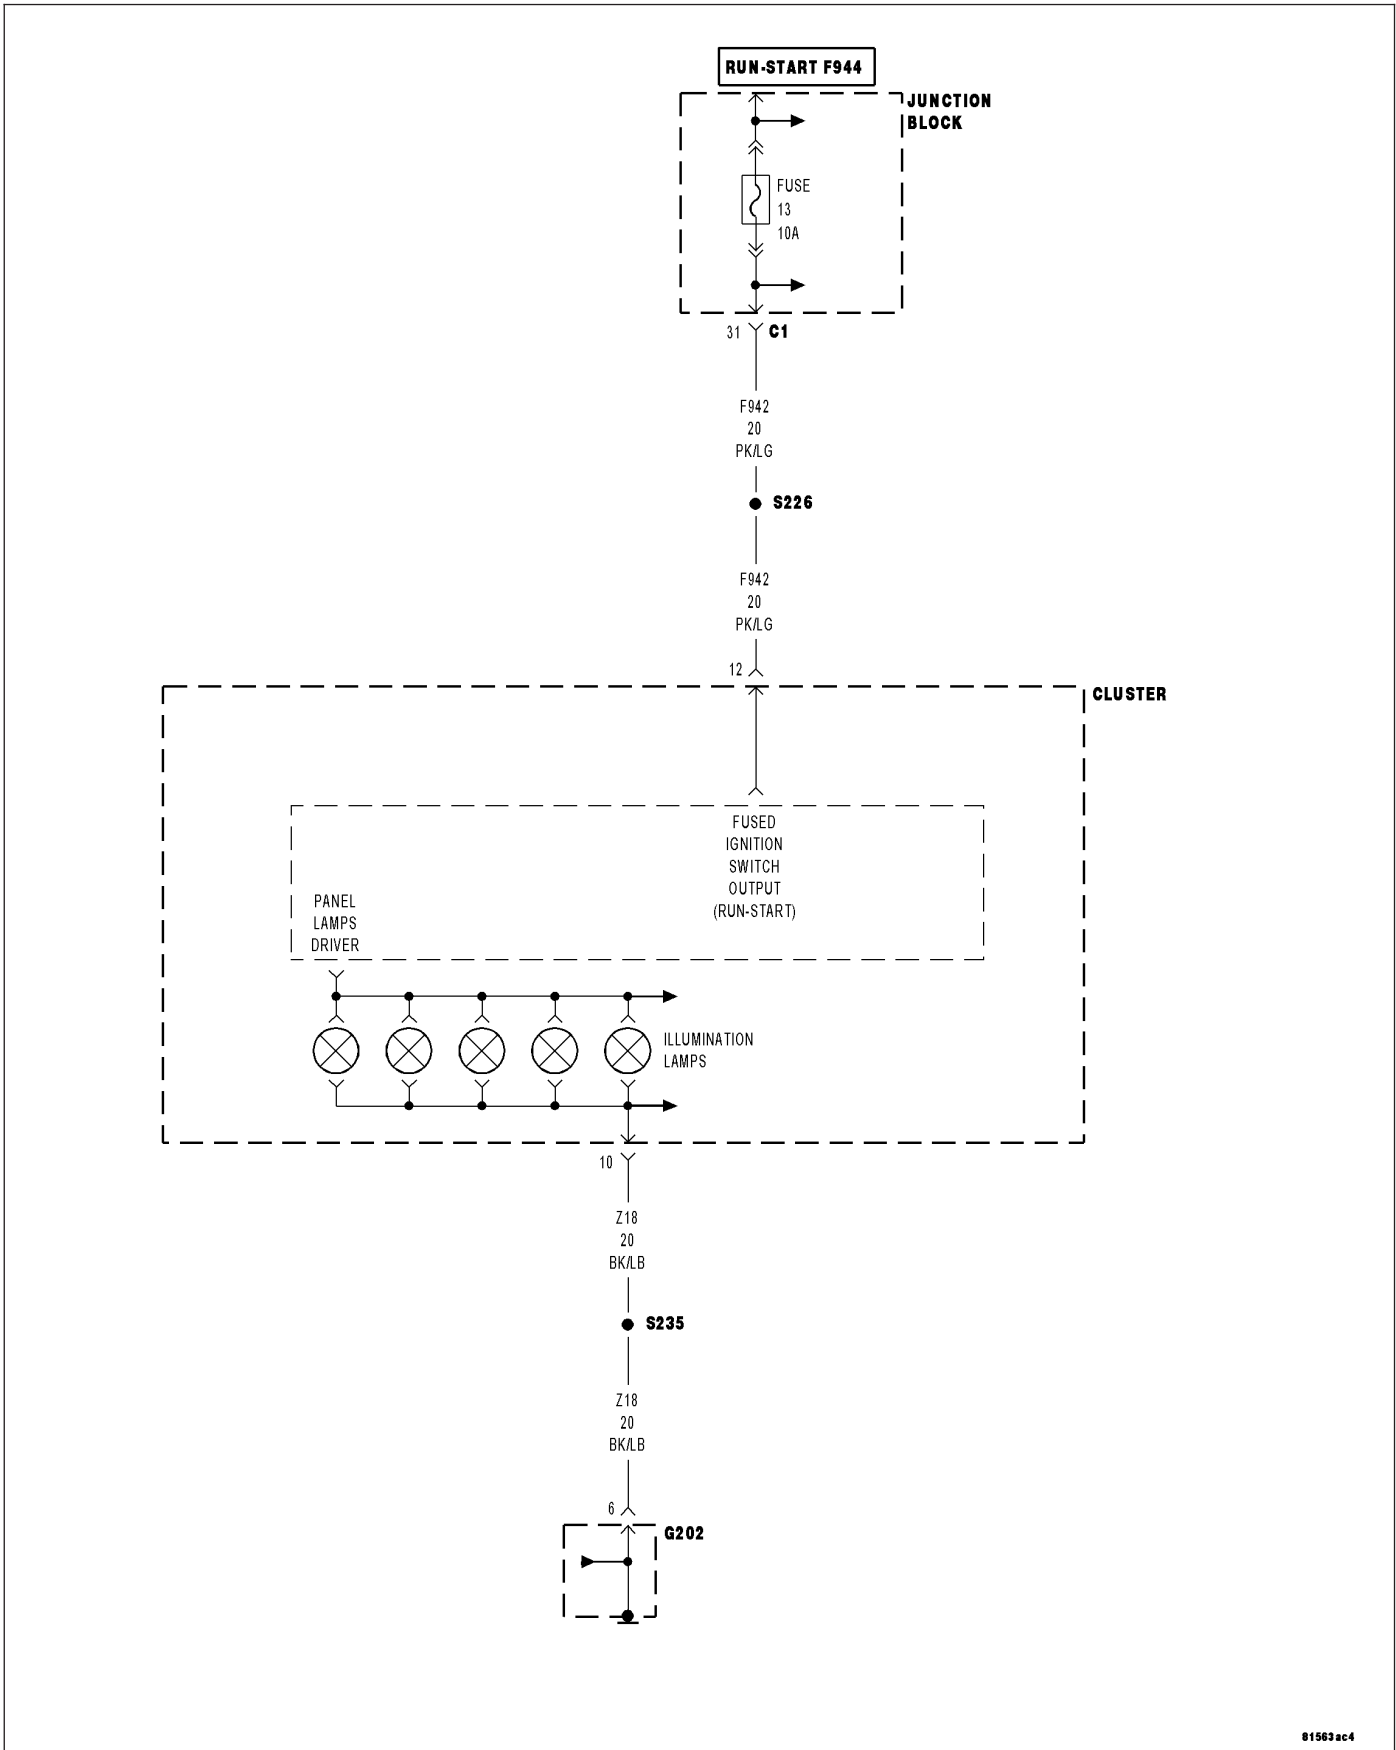 RUN-START F944
JUNCTION
BLOCK
FUSE
13
10A
31
C1
F942
20
PK/LG
S226
F942
20
PK/LG
12
CLUSTER
FUSED
IGNITION
SWITCH
OUTPUT
(RUN-START)
PANEL
LAMPS
DRIVER
ILLUMINATION
LAMPS
10
Z18
20
BK/LB
S235
Z18
20
BK/LB
6
G202
81563ac4